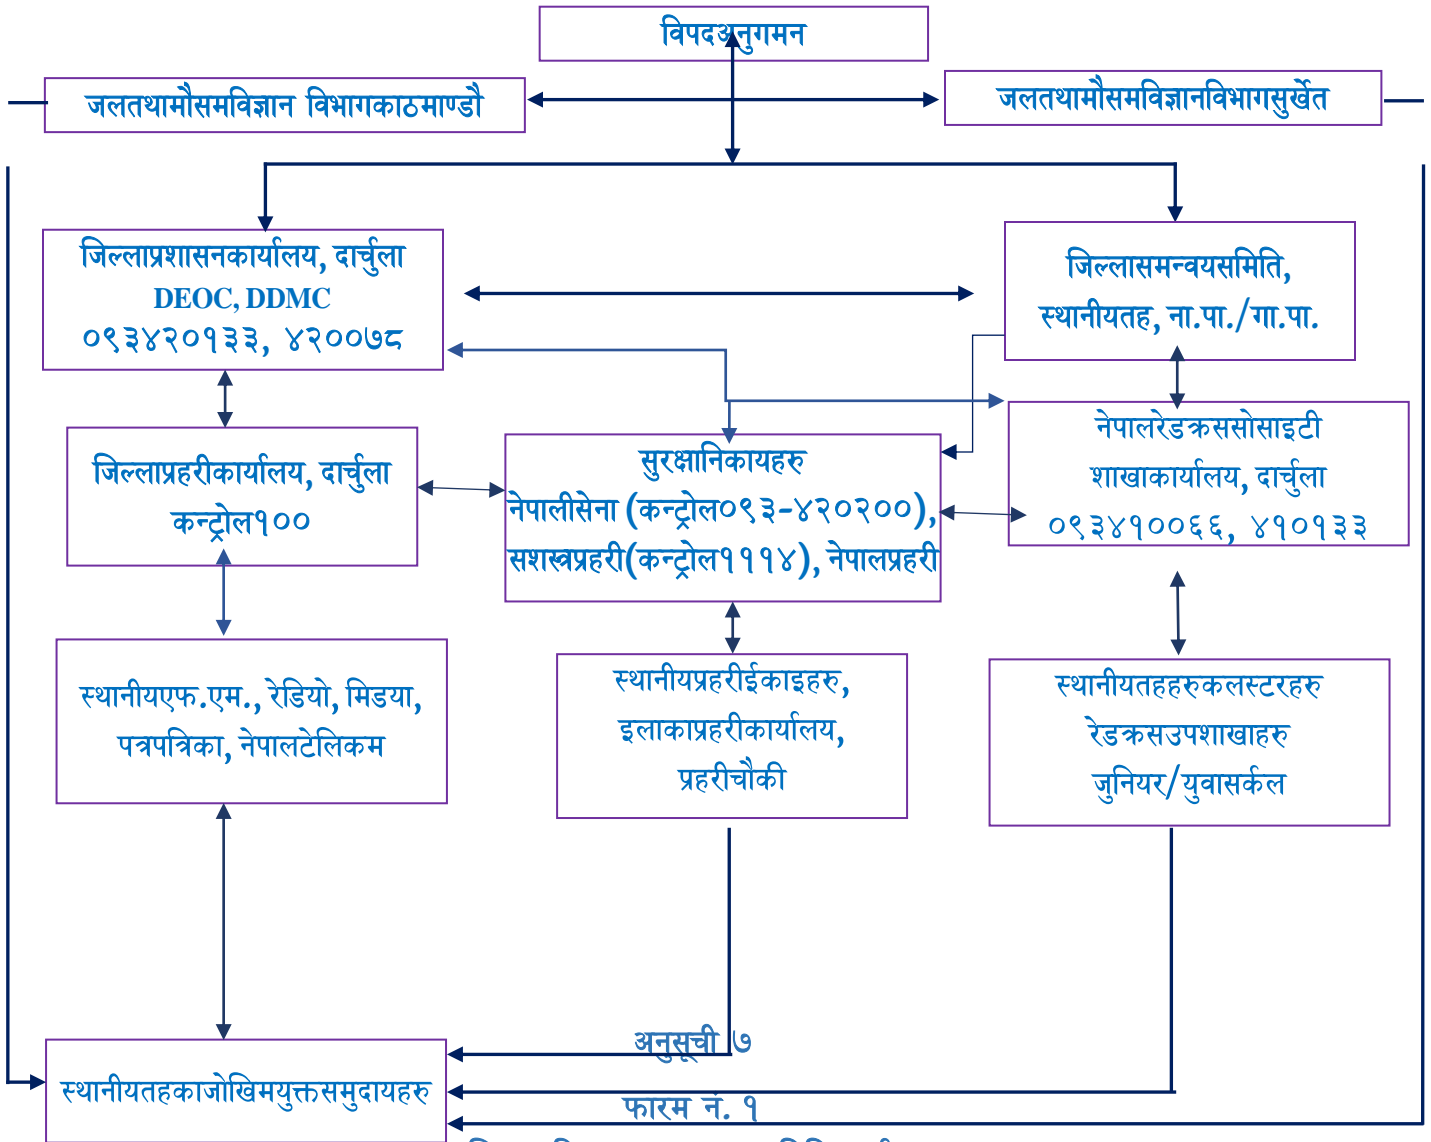 विपदअनुगमन
जलतथामौसमविज्ञान विभागकाठमाण्डौ
जलतथामौसमविज्ञानविभागसुर्खेत
जिल्लाप्रशासनकार्यालय, दार्चुला
DEOC, DDMC
०९३४२०१३३, ४२००७८
जिल्लासमन्वयसमिति,
स्थानीयतह, ना.पा./गा.पा.
जिल्लाप्रहरीकार्यालय, दार्चुला
कन्ट्रोल१००
सुरक्षानिकायहरु
नेपालीसेना (कन्ट्रोल०९३-४२०२००),
सशस्त्रप्रहरी(कन्ट्रोल१११४), नेपालप्रहरी
नेपालरेडक्रससोसाइटी
शाखाकार्यालय, दार्चुला
०९३४१००६६, ४१०१३३
स्थानीयएफ.एम., रेडियो, मिडया,
पत्रपत्रिका, नेपालटेलिकम
स्थानीयप्रहरीईकाइहरु,
इलाकाप्रहरीकार्यालय,
प्रहरीचौकी
स्थानीयतहहरुकलस्टरहरु
रेडक्रसउपशाखाहरु
जुनियर/युवासर्कल
अनुसूची ७
स्थानीयतहकाजोखिमयुक्तसमुदायहरु
फारम नं. १